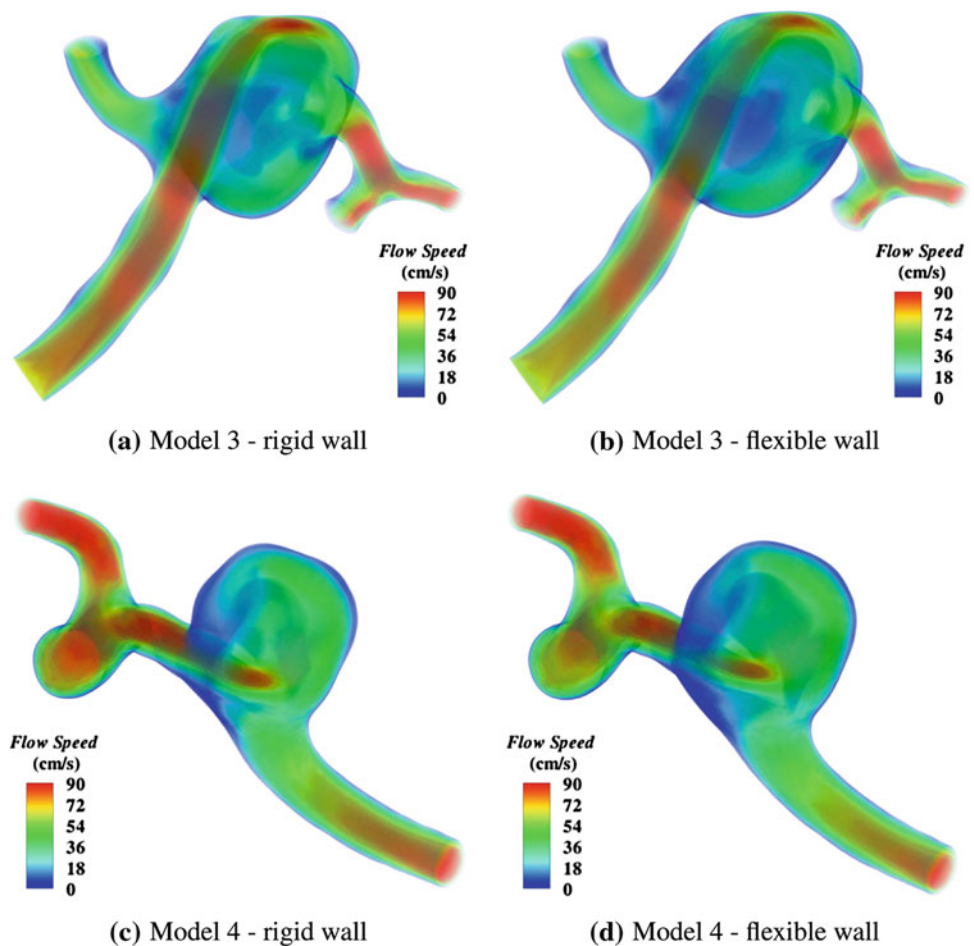 Flow Speed
(cm/s)
90
72
54
36
18
0
Flow Speed
(cm/s)
90
72
54
36
18
0
(a) Model 3 - rigid wall
(b) Model 3 - flexible wall
Flow Speed
(cm/s)
90
72
54
36
18
0
Flow Speed
(cm/s)
90
72
54
36
18
0
(c) Model 4 - rigid wall
(d) Model 4 - flexible wall